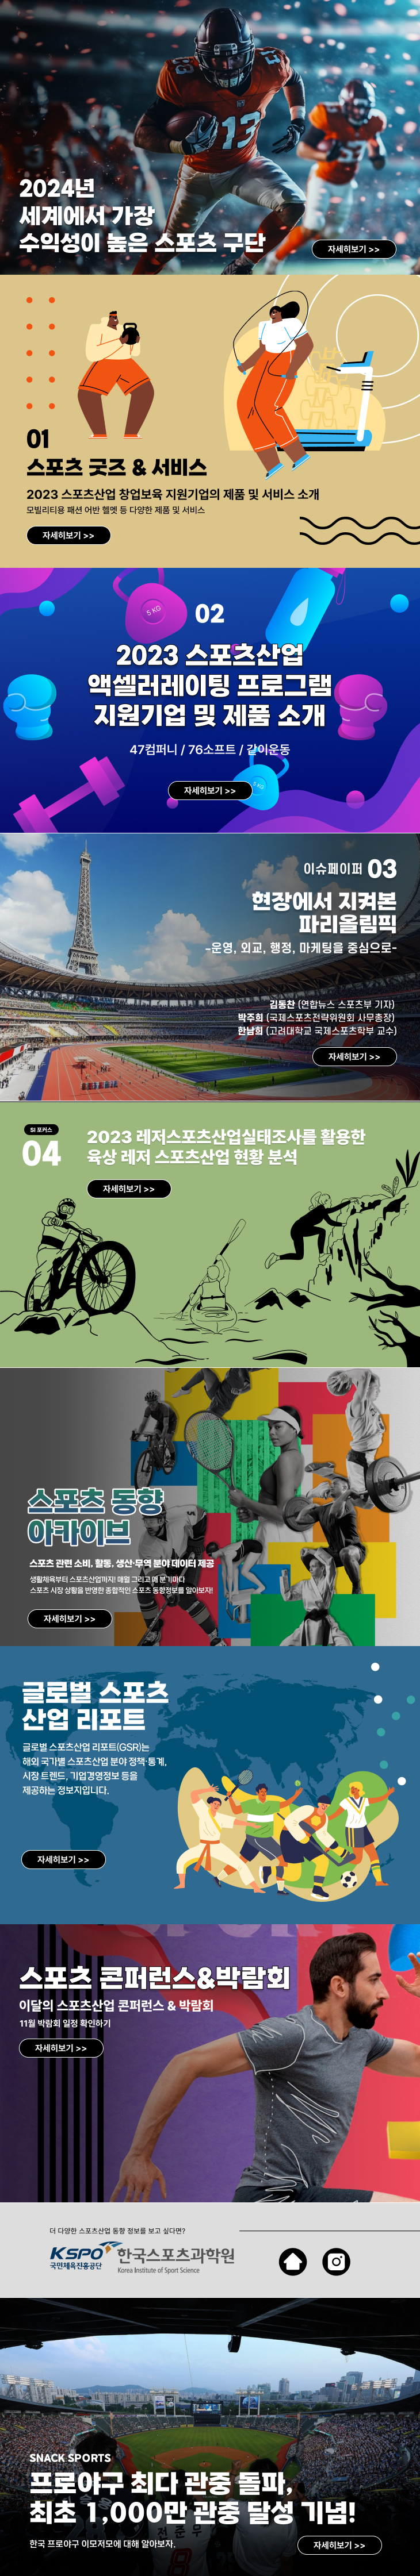 2024년
세계에서 가장
수익성이 높은 스포츠 구단
자세히보기 >>
13
01
스포츠 굿즈 & 서비스
2023 스포츠산업 창업보육 지원기업의 제품 및 서비스 소개
모빌리티용 패션 어반 헬멧 등 다양한 제품 및 서비스
자세히보기 >>
5 KG
02
2023 스포츠산업
액셀러레이팅 프로그램
지원기업 및 제품 소개
47컴퍼니 / 76소프트 / 같이운동
5 KG
자세히보기 >>
이슈페이퍼 03
현장에서 지켜본
파리올림픽
-운영, 외교, 행정, 마케팅을 중심으로-
김동찬 (연합뉴스 스포츠부 기자)
박주희 (국제스포츠전략위원회 사무총장)
한남희 (고려대학교 국제스포츠학부 교수)
자세히보기 >>
SI 포커스
04
2023 레저스포츠산업실태조사를 활용한
육상 레저 스포츠산업 현황 분석
자세히보기 >>
스포츠 동향
아카이브
스포츠 관련 소비, 활동, 생산·무역 분야 데이터 제공
생활체육부터 스포츠산업까지! 매월 그리고 매 분기마다
스포츠 시장 상황을 반영한 종합적인 스포츠 동향정보를 알아보자!
자세히보기 >>
글로벌 스포츠
산업 리포트
글로벌 스포츠산업 리포트(GSR)는
해외 국가별 스포츠산업 분야 정책·통계,
시장 트렌드, 기업경영정보 등을
제공하는 정보지입니다.
자세히보기 >>
스포츠 콘퍼런스&박람회
이달의 스포츠산업 콘퍼런스 & 박람회
11월 박람회 일정 확인하기
자세히보기 >>
더 다양한 스포츠산업 동향 정보를 보고 싶다면?
KSPO
국민체육진흥공단
한국스포츠과학원
Korea Institute of Sport Science
SNACK SPORTS
프로야구 최다 관중 돌파,
최초 1,000만 관중 달성 기념!
한국 프로야구 이모저모에 대해 알아보자.
자세히보기 >>